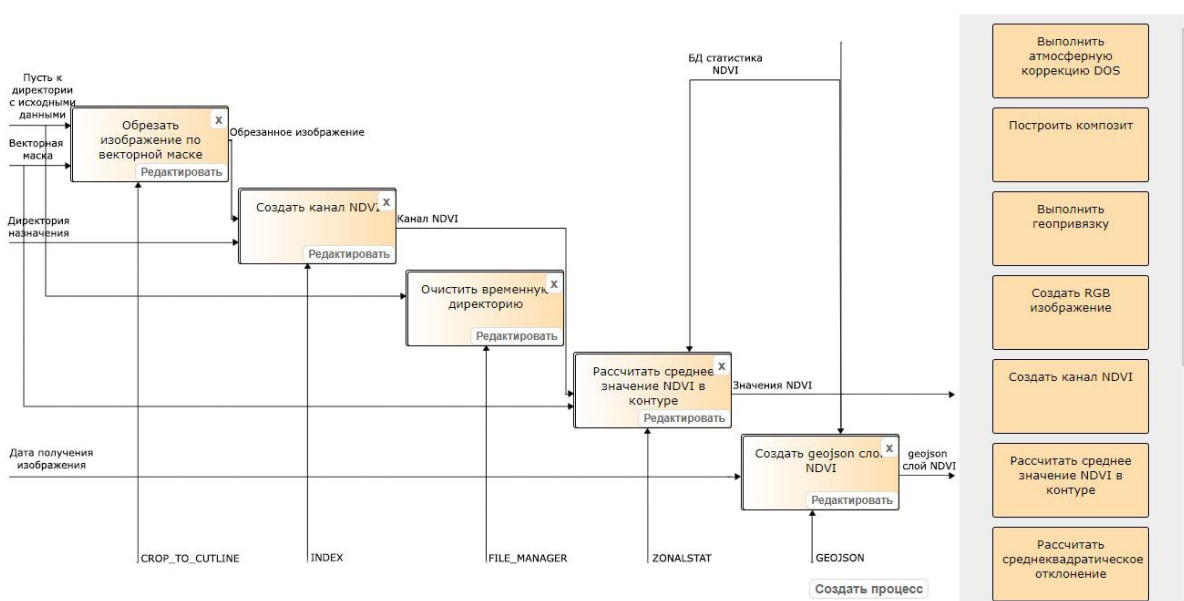 БД статистика
NDVI
Пусть к
директории
с исходными
данными
Векторная
маска
Обрезать
изображение по
векторной маске
x
Редактировать
Обрезанное изображение
Директория
назначения
Создать канал NDVI
x
Редактировать
Канал NDVI
Очистить временную
директорию
x
Редактировать
Рассчитать среднее
значение NDVI в
контуре
x
Редактировать
Значения NDVI
Дата получения
изображения
Создать geojson слой
NDVI
x
Редактировать
geojson
слой NDVI
CROP_TO_CUTLINE
INDEX
FILE_MANAGER
ZONALSTAT
GEOJSON
Создать процесс
Выполнить
атмосферную
коррекцию DOS
Построить композит
Выполнить
геопривязку
Создать RGB
изображение
Создать канал NDVI
Рассчитать среднее
значение NDVI в
контуре
Рассчитать
среднеквадратическое
отклонение